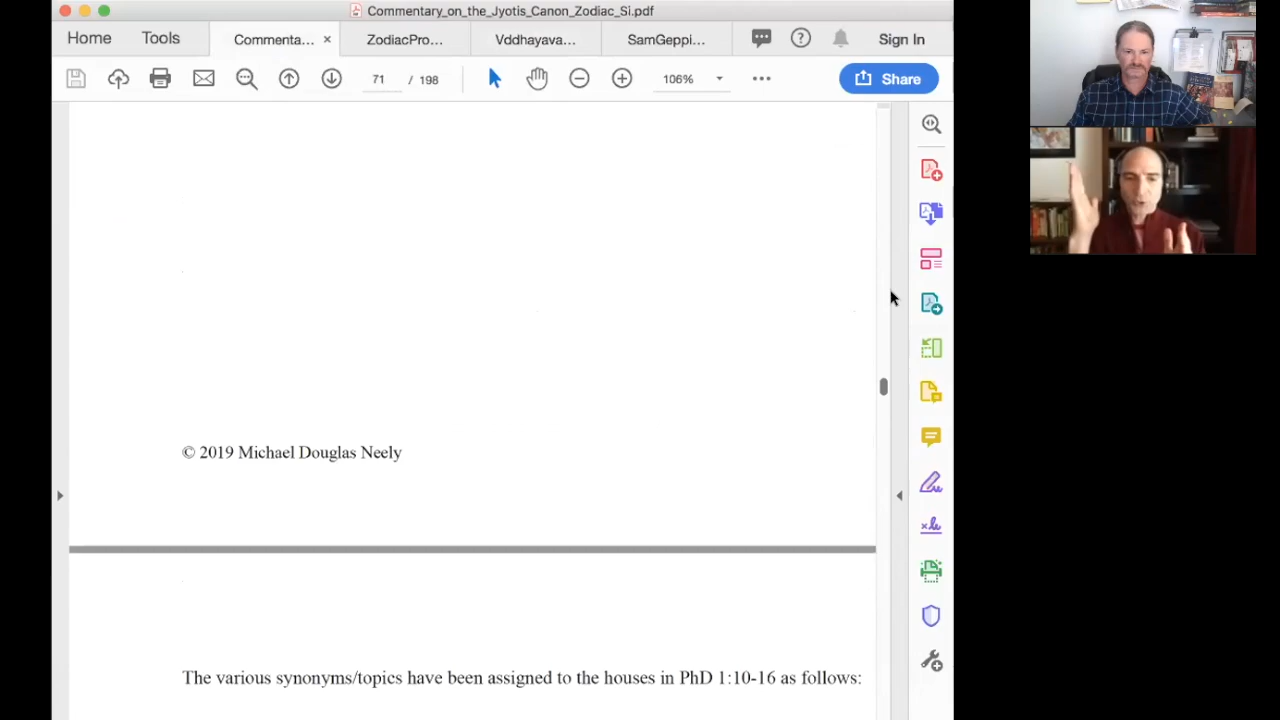 Commentary_on_the_Jyotis_Canon_Zodiac_Si.pdf
Home Tools Commenta... × ZodiacPro... Vddhayava... SamGeppi... Sign In
71 / 198 106% Share
© 2019 Michael Douglas Neely
The various synonyms/topics have been assigned to the houses in PhD 1:10-16 as follows: